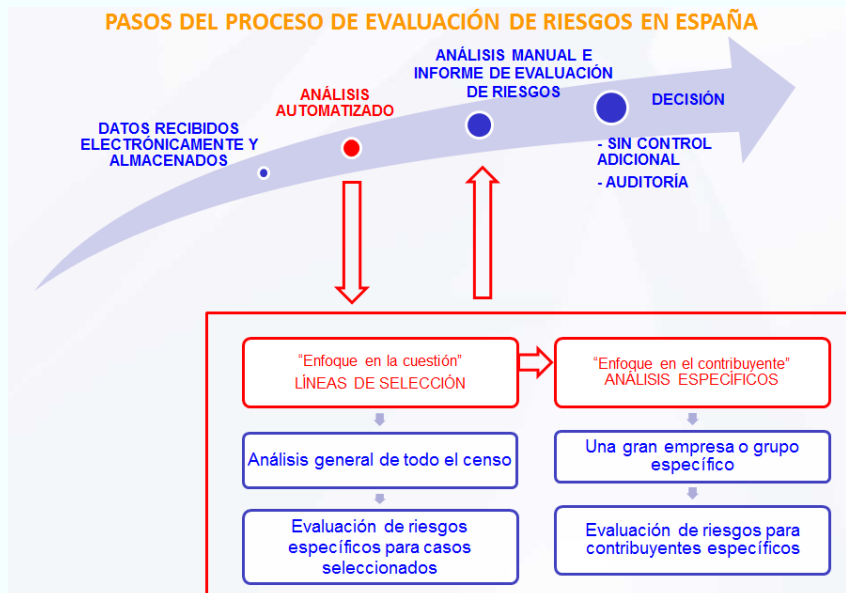 PASOS DEL PROCESO DE EVALUACIÓN DE RIESGOS EN ESPAÑA
DATOS RECIBIDOS
ELECTRÓNICAMENTE Y
ALMACENADOS
ANÁLISIS
AUTOMATIZADO
ANÁLISIS MANUAL E
INFORME DE EVALUACIÓN
DE RIESGOS
DECISIÓN
- SIN CONTROL
ADICIONAL
- AUDITORÍA
"Enfoque en la cuestión"
LÍNEAS DE SELECCIÓN
Análisis general de todo el censo
Evaluación de riesgos
específicos para casos
seleccionados
"Enfoque en el contribuyente"
ANÁLISIS ESPECÍFICOS
Una gran empresa o grupo
específico
Evaluación de riesgos para
contribuyentes específicos